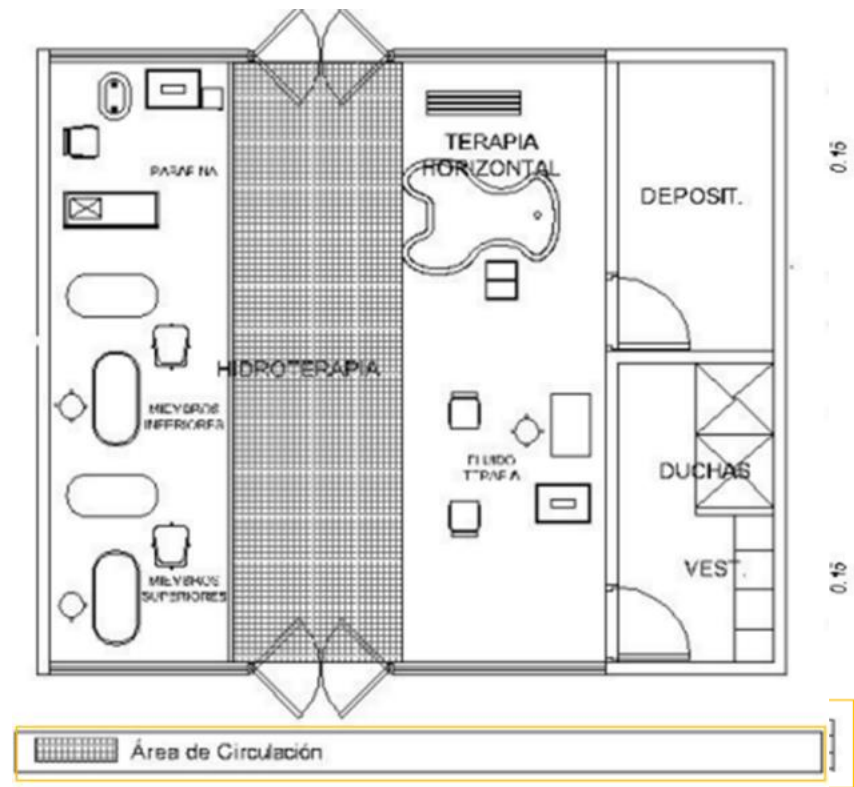 TERAPIA
HORIZONTAL
PARAFINA
DEPOSIT.
0.15
HIDROTERAPIA
MIEMBROS
INFERIORES
FLUIDO
TERAPIA
DUCHAS
VEST.
MIEMBROS
SUPERIORES
0.15
Área de Circulación